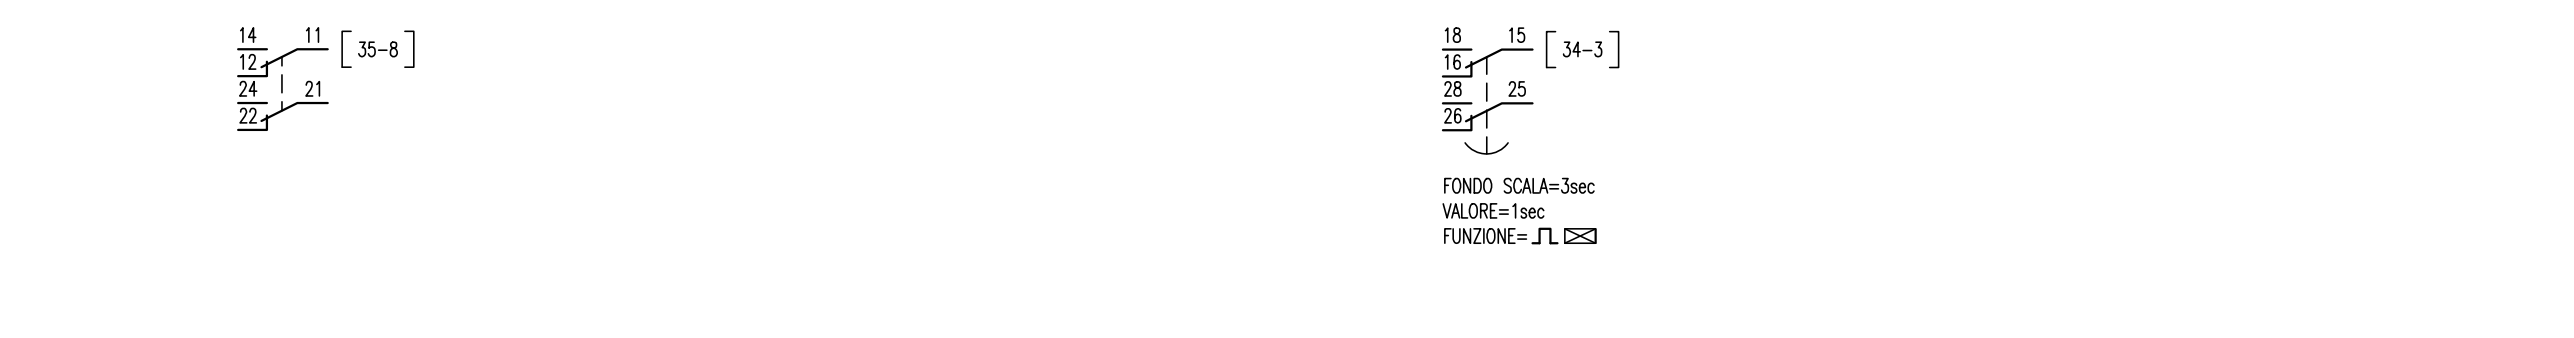 14 11 [35-8]
12
24 21
22
18 15 [34-3]
16
28 25
26
FONDO SCALA=3sec
VALORE=1sec
FUNZIONE=